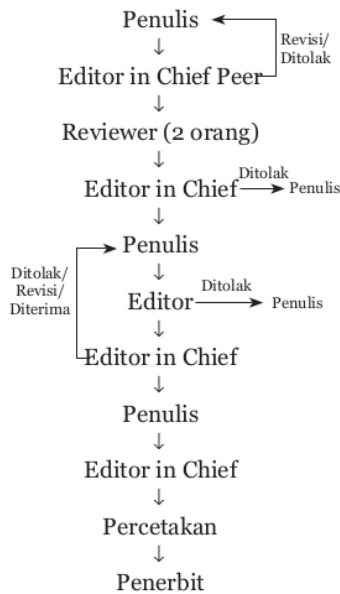 Penulis
Revisi/
Ditolak
Editor in Chief Peer
Reviewer (2 orang)
Editor in Chief
Ditolak
Penulis
Penulis
Ditolak/
Revisi/
Diterima
Editor
Ditolak
Penulis
Editor in Chief
Penulis
Editor in Chief
Percetakan
Penerbit